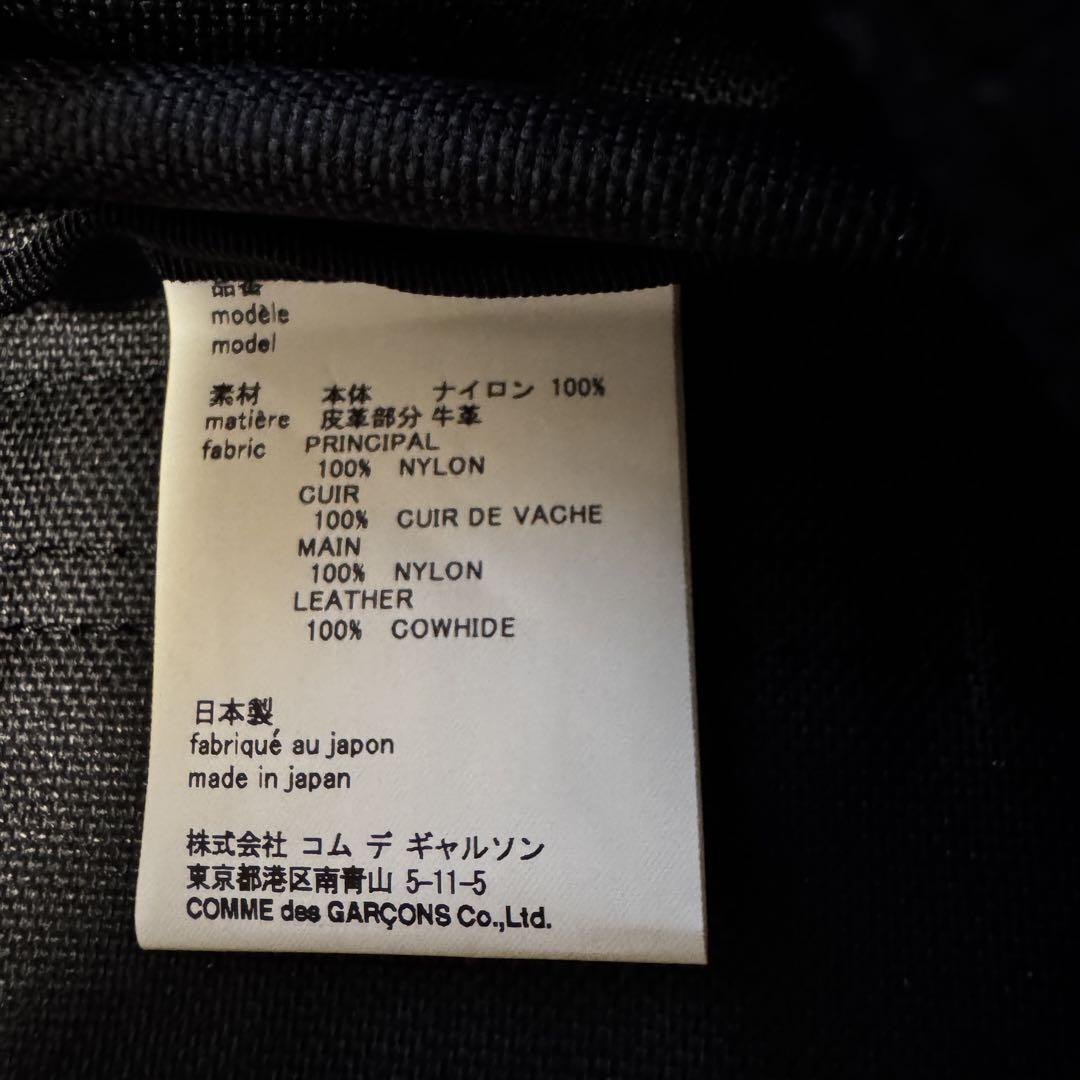 品番
modèle
model
素材 本体 ナイロン 100%
matière 皮革部分 牛革
fabric PRINCIPAL
100% NYLON
CUIR
100% CUIR DE VACHE
MAIN
100% NYLON
LEATHER
100% COWHIDE
日本製
fabriqué au japon
made in japan
株式会社 コム デ ギャルソン
東京都港区南青山 5-11-5
COMME des GARÇONS Co.,Ltd.